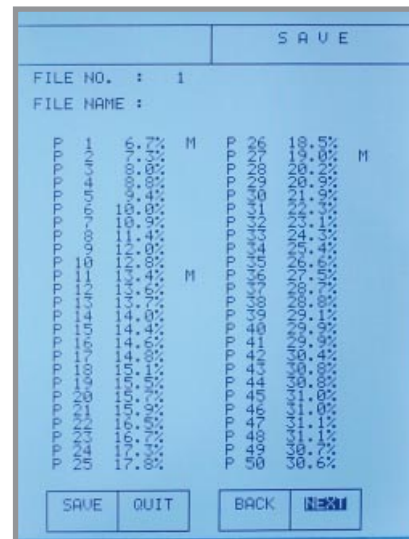 S A V E
FILE NO. : 1
FILE NAME :
P 1 6.7% M P 26 18.5%
P 2 7.3% P 27 19.0% M
P 3 8.0% P 28 20.2%
P 4 8.8% P 29 20.9%
P 5 9.4% P 30 21.9%
P 6 10.0% P 31 22.3%
P 7 10.5% P 32 23.1%
P 8 11.4% P 33 24.3%
P 9 12.0% P 34 25.4%
P 10 12.8% P 35 26.6%
P 11 13.4% M P 36 27.5%
P 12 13.6% P 37 28.7%
P 13 13.7% P 38 28.8%
P 14 14.0% P 39 29.1%
P 15 14.4% P 40 29.9%
P 16 14.6% P 41 29.9%
P 17 14.8% P 42 30.4%
P 18 15.1% P 43 30.8%
P 19 15.5% P 44 30.8%
P 20 15.7% P 45 31.0%
P 21 15.9% P 46 31.0%
P 22 16.5% P 47 31.1%
P 23 16.7% P 48 31.1%
P 24 17.3% P 49 30.7%
P 25 17.8% P 50 30.6%
SAVE QUIT BACK NEXT